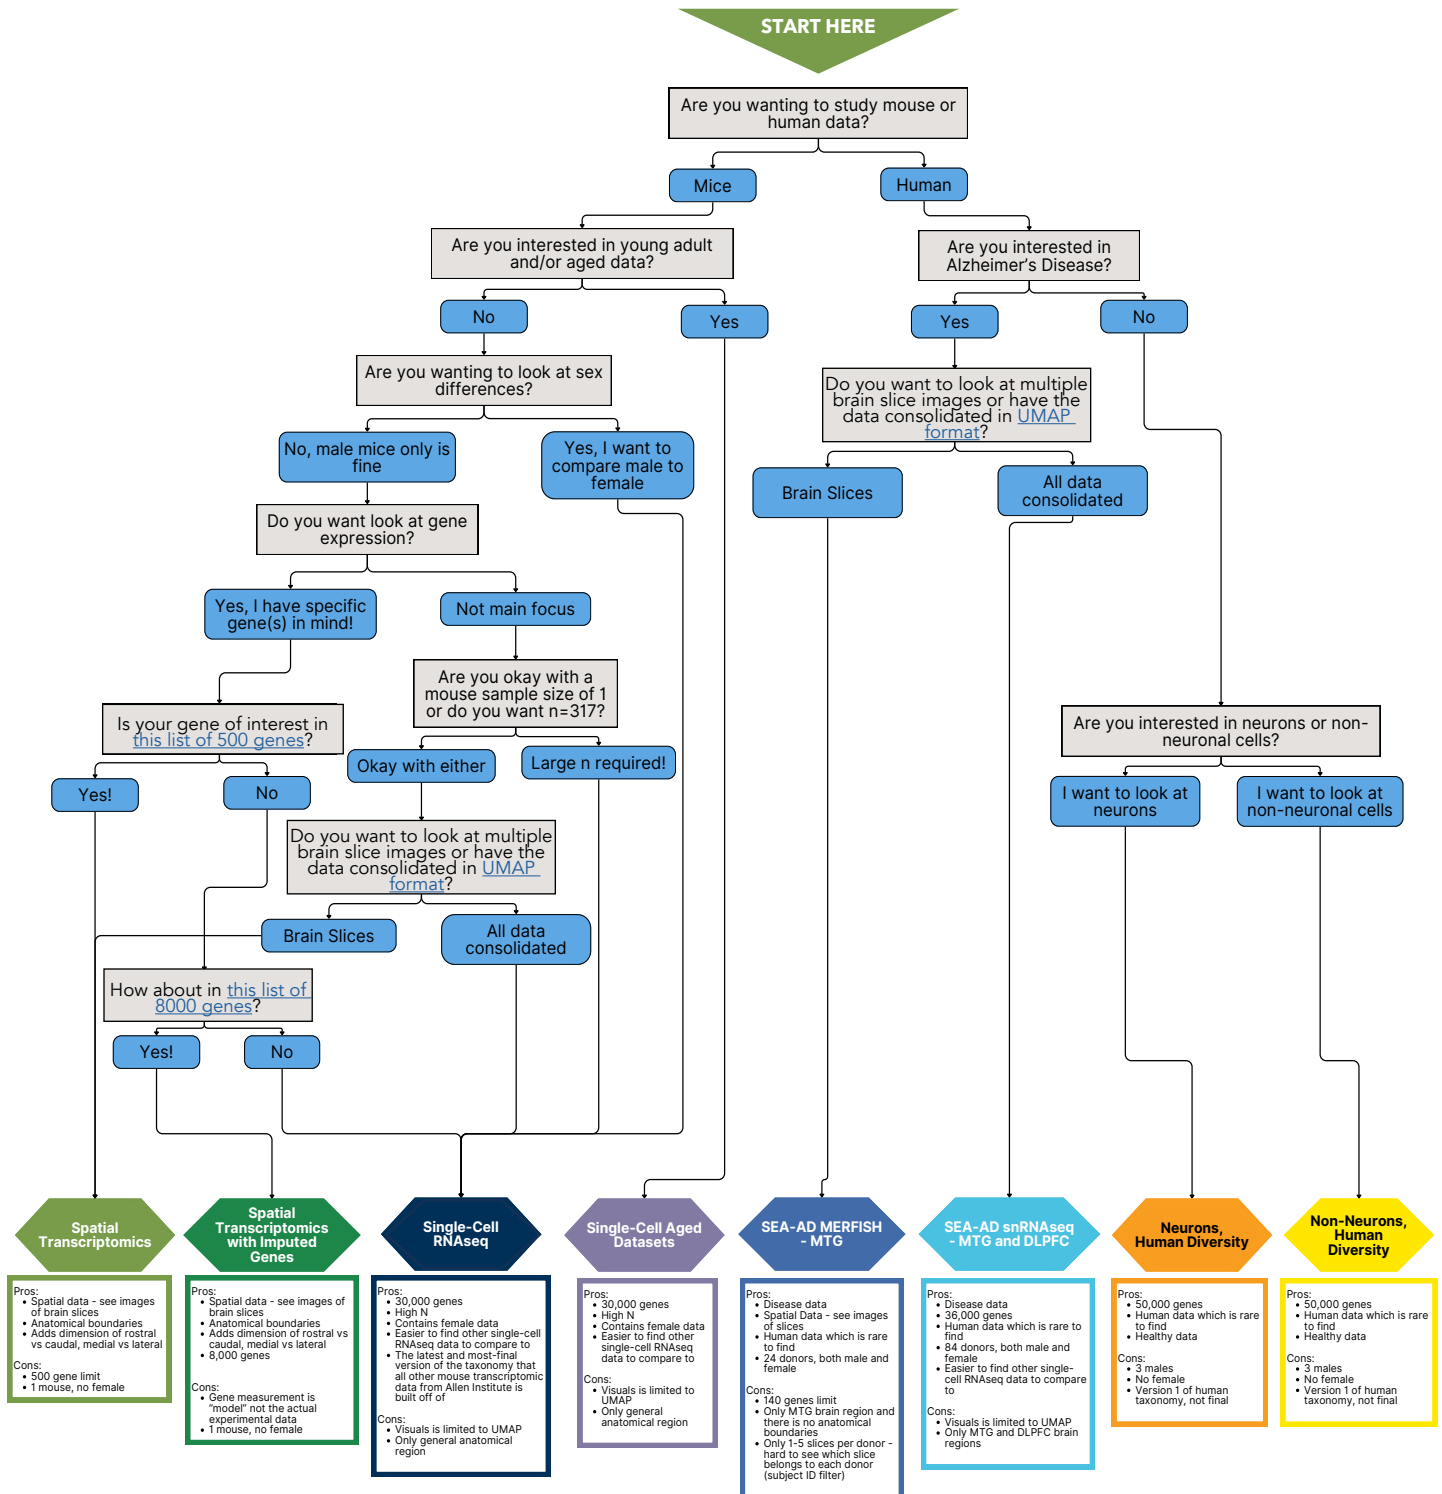 START HERE
Are you wanting to study mouse or
human data?
Mice
Human
Are you interested in young adult
and/or aged data?
Are you interested in
Alzheimer's Disease?
No
Yes
Yes
No
Are you wanting to look at sex
differences?
Do you want to look at multiple
brain slice images or have the
data consolidated in UMAP
format?
No, male mice only is
fine
Yes, I want to
compare male to
female
Brain Slices
All data
consolidated
Do you want look at gene
expression?
Yes, I have specific
gene(s) in mind!
Not main focus
Are you okay with a
mouse sample size of 1
or do you want n=317?
Is your gene of interest in
this list of 500 genes?
Are you interested in neurons or non-
neuronal cells?
Okay with either
Large n required!
Yes!
No
I want to look at
neurons
I want to look at
non-neuronal cells
Do you want to look at multiple
brain slice images or have the
data consolidated in UMAP
format?
Brain Slices
All data
consolidated
How about in this list of
8000 genes?
Yes!
No
Spatial
Transcriptomics
Pros:
• Spatial data - see images
of brain slices
• Anatomical boundaries
• Adds dimension of rostral
vs caudal, medial vs lateral
Cons:
• 500 gene limit
• 1 mouse, no female
Spatial
Transcriptomics
with Imputed
Genes
Pros:
• Spatial data - see images of
brain slices
• Anatomical boundaries
• Adds dimension of rostral vs
caudal, medial vs lateral
• 8,000 genes
Cons:
• Gene measurement is
"model" not the actual
experimental data
• 1 mouse, no female
Single-Cell
RNAseq
Pros:
• 30,000 genes
• High N
• Contains female data
• Easier to find other single-cell
RNAseq data to compare to
• The latest and most-final
version of the taxonomy that
all other mouse transcriptomic
data from Allen Institute is
built off of
Cons:
• Visuals is limited to UMAP
• Only general anatomical
region
Single-Cell Aged
Datasets
Pros:
• 30,000 genes
• High N
• Contains female data
• Easier to find other
single-cell RNAseq
data to compare to
Cons:
• Visuals is limited to
UMAP
• Only general
anatomical region
SEA-AD MERFISH
- MTG
Pros:
• Disease data
• Spatial Data - see images
of slices
• Human data which is rare
to find
• 24 donors, both male and
female
Cons:
• 140 genes limit
• Only MTG brain region and
there is no anatomical
boundaries
• Only 1-5 slices per donor -
hard to see which slice
belongs to each donor
(subject ID filter)
SEA-AD snRNAseq
- MTG and DLPFC
Pros:
• Disease data
• 36,000 genes
• Human data which is rare to
find
• 84 donors, both male and
female
• Easier to find other single-
cell RNAseq data to compare
to
Cons:
• Visuals is limited to UMAP
• Only MTG and DLPFC brain
regions
Neurons,
Human Diversity
Pros:
• 50,000 genes
• Human data which is rare
to find
• Healthy data
Cons:
• 3 males
• No female
• Version 1 of human
taxonomy, not final
Non-Neurons,
Human
Diversity
Pros:
• 50,000 genes
• Human data which is rare
to find
• Healthy data
Cons:
• 3 males
• No female
• Version 1 of human
taxonomy, not final